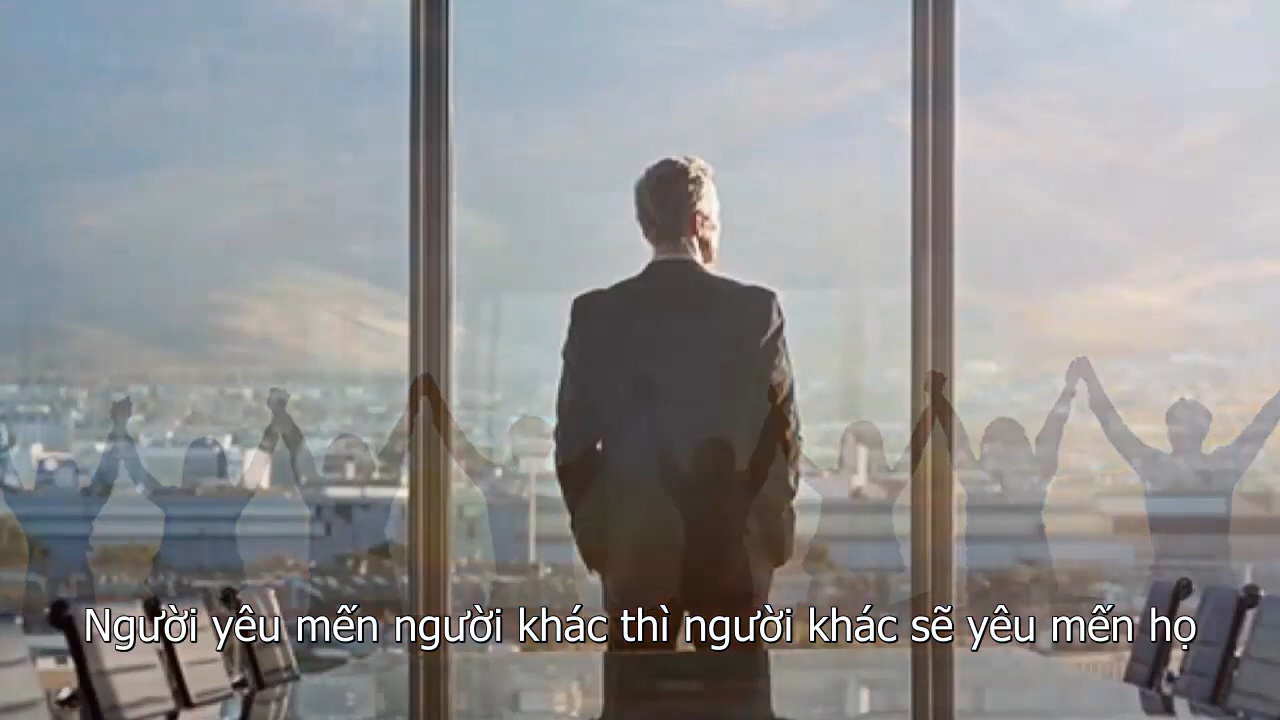 Người yêu mến người khác thì người khác sẽ yêu mến họ